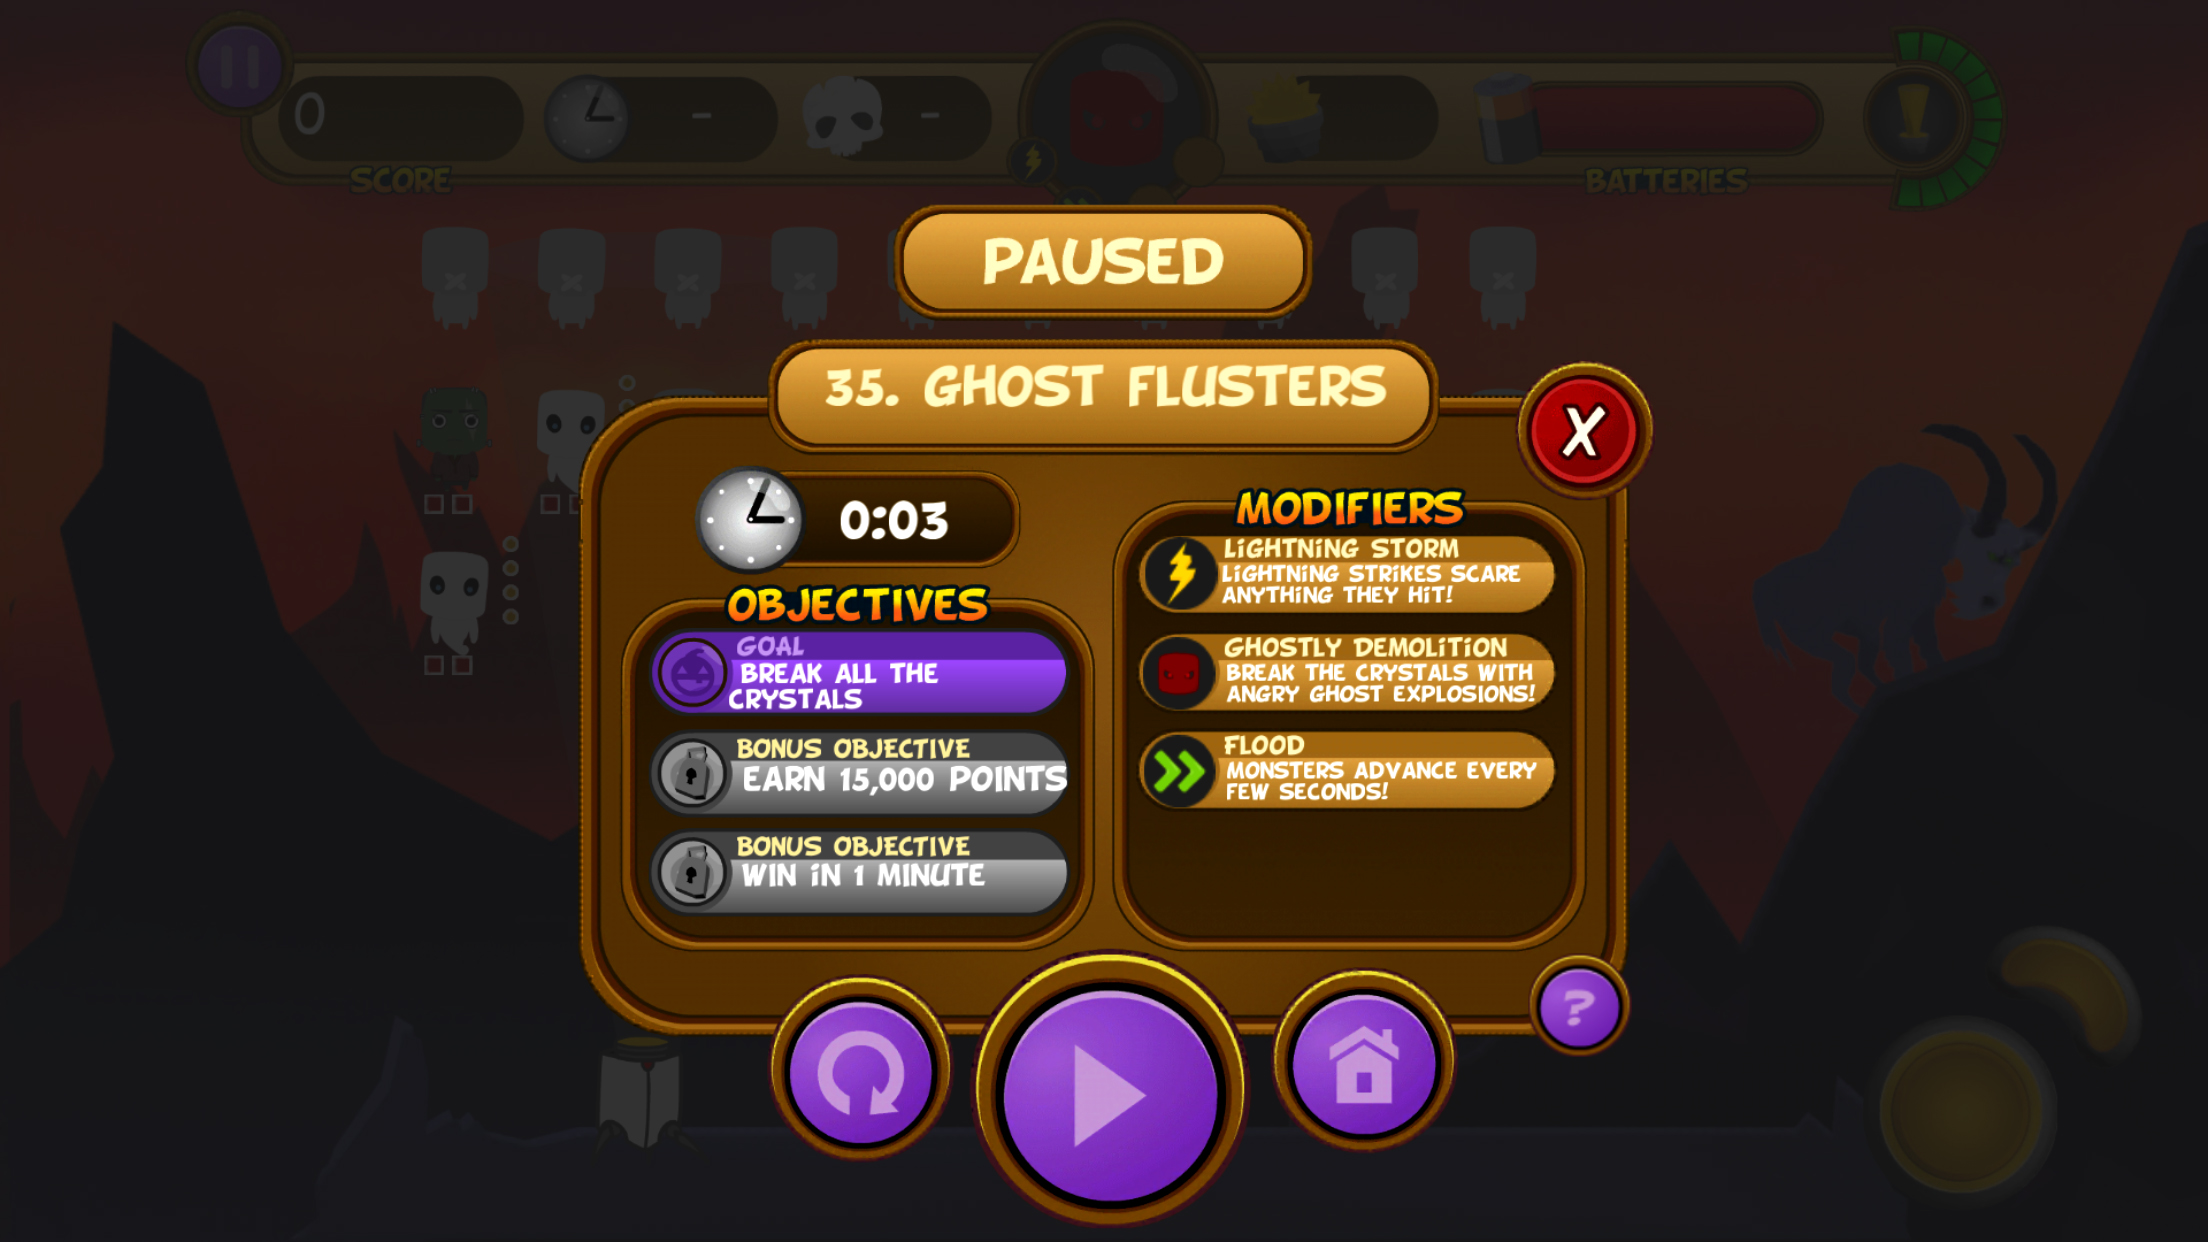 0
-
-
SCORE
BATTERIES
PAUSED
35. GHOST FLUSTERS
X
0:03
OBJECTIVES
GOAL
BREAK ALL THE
CRYSTALS
BONUS OBJECTIVE
EARN 15,000 POINTS
BONUS OBJECTIVE
WIN IN 1 MINUTE
MODIFIERS
LIGHTNING STORM
LIGHTNING STRIKES SCARE
ANYTHING THEY HIT!
GHOSTLY DEMOLITION
BREAK THE CRYSTALS WITH
ANGRY GHOST EXPLOSIONS!
FLOOD
MONSTERS ADVANCE EVERY
FEW SECONDS!
?